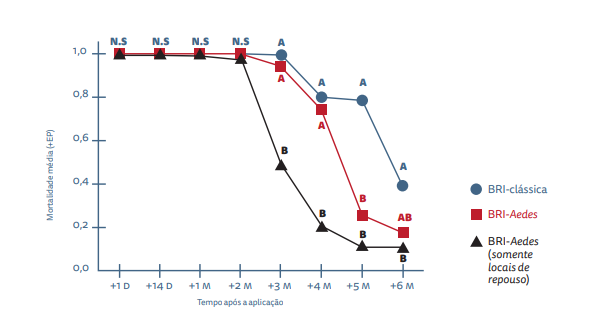 N.S N.S N.S N.S A
1,0
A
A A
0,8
A
A
0,6
B
A
0,4
B
B AB
0,2
B
B
0,0
+1 D +14 D +1 M +2 M +3 M +4 M +5 M +6 M
Tempo após a aplicação
Mortalidade média (+EP)
BRI-clássica
BRI-Aedes
BRI-Aedes
(somente
locais de
repouso)